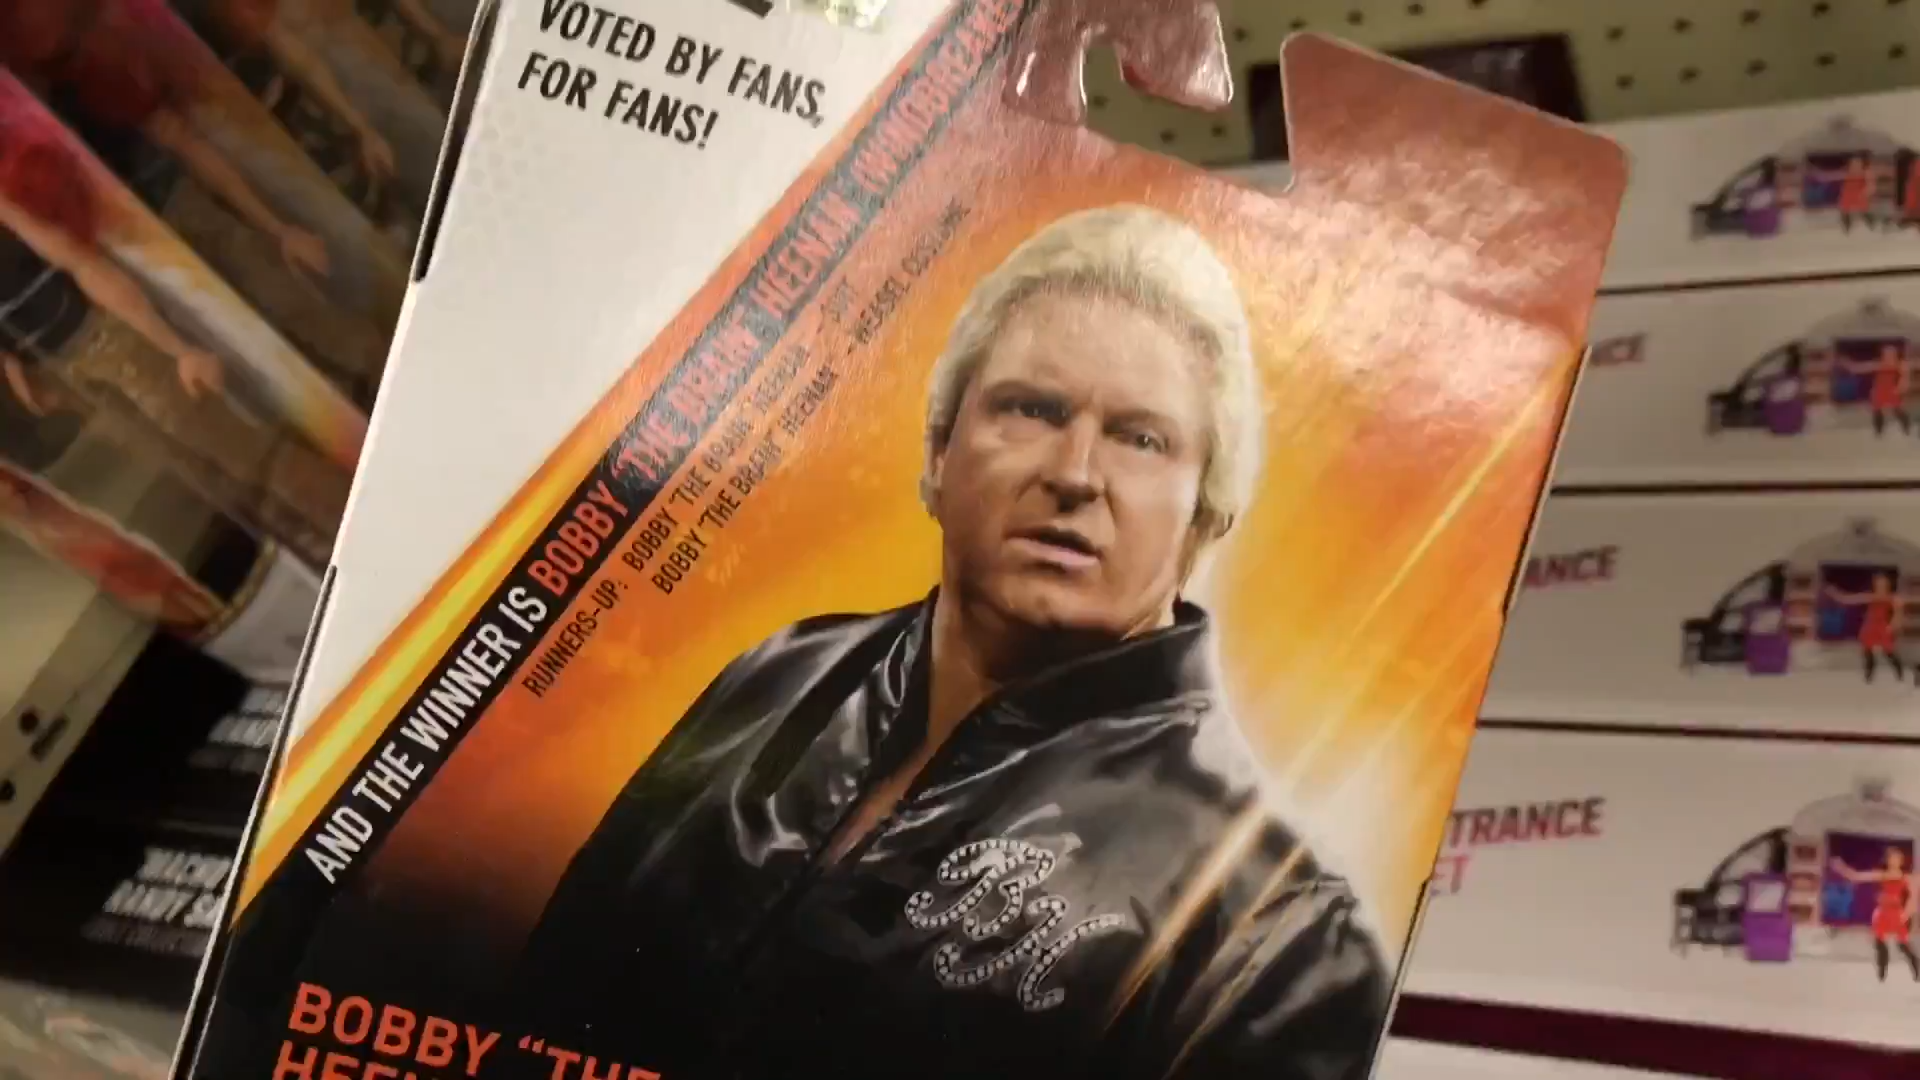 VOTED BY FANS,
FOR FANS!
AND THE WINNER IS BOBBY "THE BRAIN" HEENAN (WINDBREAKER
RUNNERS-UP: BOBBY "THE BRAIN" HEENAN - SUIT
BOBBY "THE BRAIN" HEENAN - WEASEL COSTUME
BH
BOBBY "THE
TRANCE
ANCE